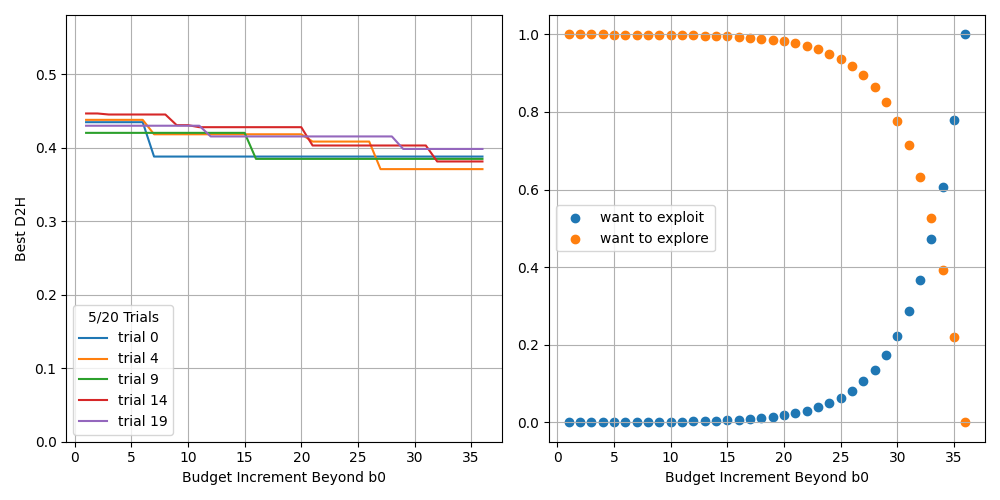 0.5
0.4
0.3
0.2
0.1
0.0
Best D2H
5/20 Trials
trial 0
trial 4
trial 9
trial 14
trial 19
0 5 10 15 20 25 30 35
Budget Increment Beyond b0
1.0
0.8
0.6
0.4
0.2
0.0
want to exploit
want to explore
0 5 10 15 20 25 30 35
Budget Increment Beyond b0